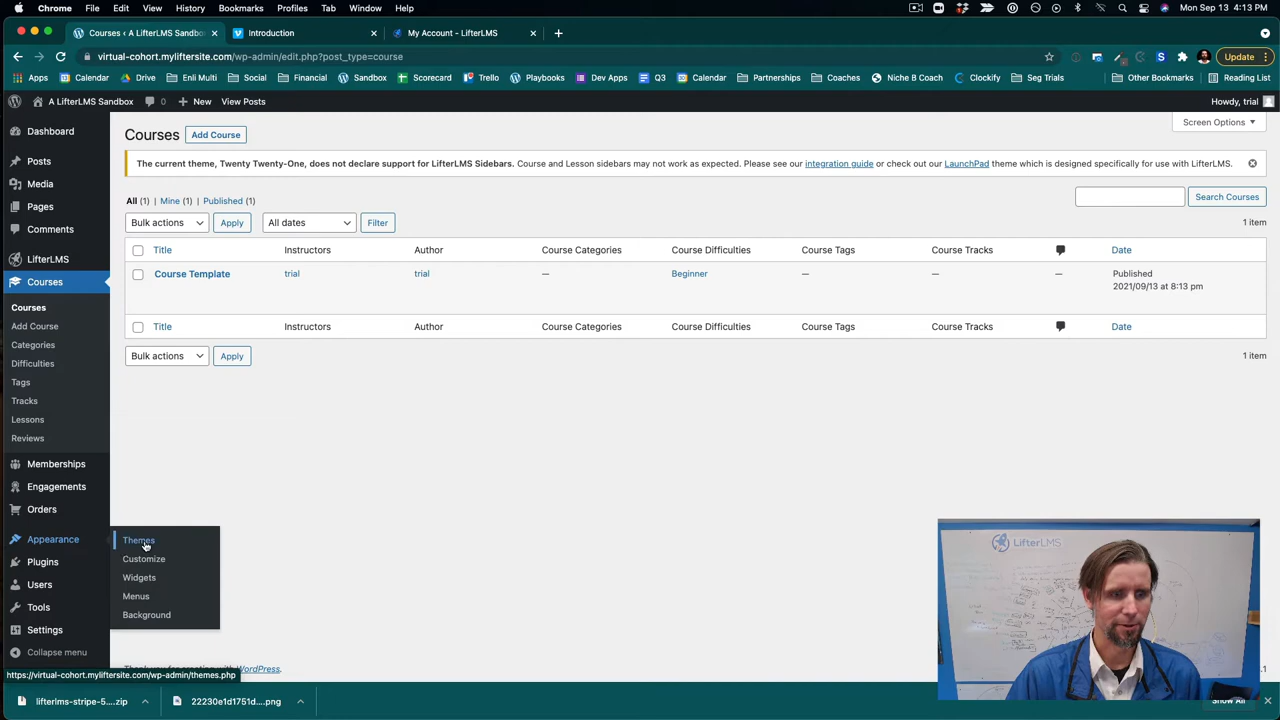 Chrome File Edit View History Bookmarks Profiles Tab Window Help Mon Sep 13 4:13 PM
Courses ‹ A LifterLMS Sandbo Introduction My Account - LifterLMS
virtual-cohort.myliftersite.com/wp-admin/edit.php?post_type=course Update
Apps Calendar Drive Enli Multi Social Financial Sandbox Scorecard Trello Playbooks Dev Apps Q3 Calendar Partnerships Coaches Niche B Coach Clockify Seg Trials Other Bookmarks Reading List
A LifterLMS Sandbox 0 New View Posts Howdy, trial
Screen Options
Dashboard
Posts
Media
Pages
Comments
LifterLMS
Courses
Courses
Add Course
Categories
Difficulties
Tags
Tracks
Lessons
Reviews
Memberships
Engagements
Orders
Appearance
Plugins
Users
Tools
Settings
Collapse menu
Themes
Customize
Widgets
Menus
Background
Courses Add Course
The current theme, Twenty Twenty-One, does not declare support for LifterLMS Sidebars. Course and Lesson sidebars may not work as expected. Please see our integration guide or check out our LaunchPad theme which is designed specifically for use with LifterLMS.
All (1) | Mine (1) | Published (1) Search Courses
Bulk actions Apply All dates Filter 1 item
Title Instructors Author Course Categories Course Difficulties Course Tags Course Tracks Date
Course Template trial trial — Beginner — — — Published
2021/09/13 at 8:13 pm
Title Instructors Author Course Categories Course Difficulties Course Tags Course Tracks Date
Bulk actions Apply 1 item
LifterLMS
WordPress.
https://virtual-cohort.myliftersite.com/wp-admin/themes.php
lifterlms-stripe-5....zip 22230e1d1751d....png Show All